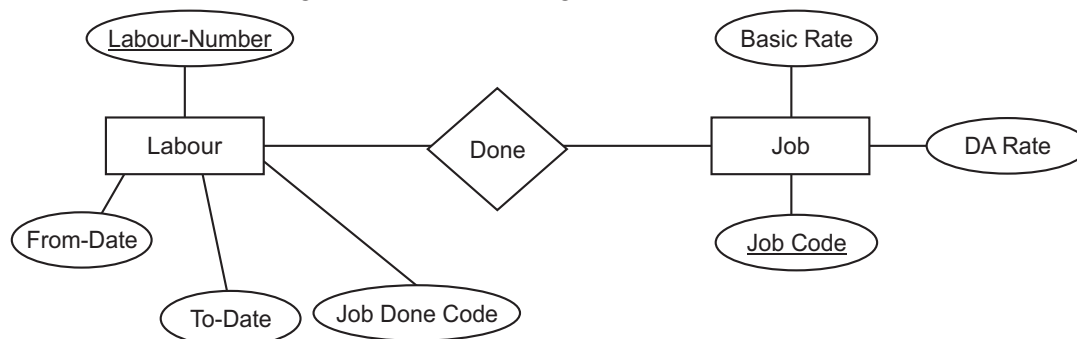 Labour-Number
Basic Rate
Labour
Done
Job
DA Rate
From-Date
Job Code
To-Date
Job Done Code